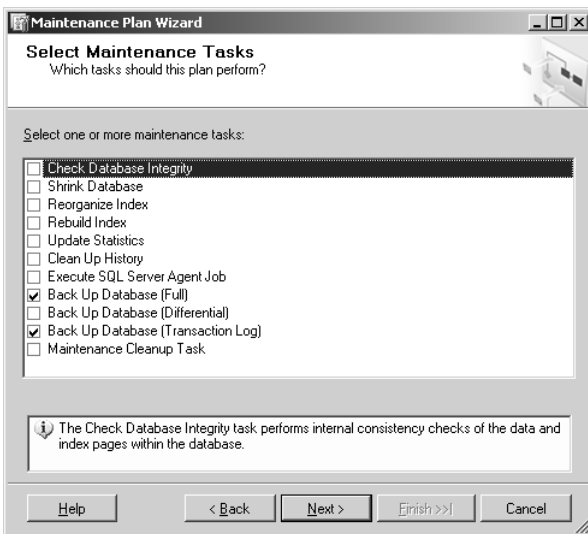 Maintenance Plan Wizard
Select Maintenance Tasks
Which tasks should this plan perform?
Select one or more maintenance tasks:
Check Database Integrity
Shrink Database
Reorganize Index
Rebuild Index
Update Statistics
Clean Up History
Execute SQL Server Agent Job
Back Up Database (Full)
Back Up Database (Differential)
Back Up Database (Transaction Log)
Maintenance Cleanup Task
The Check Database Integrity task performs internal consistency checks of the data and
index pages within the database.
Help < Back Next > Finish >>| Cancel